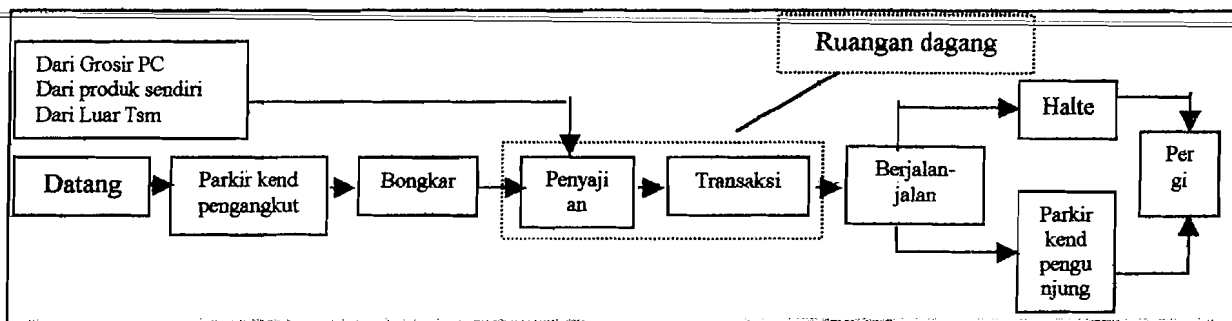 Ruangan dagang
Dari Grosir PC
Dari produk sendiri
Dari Luar Tsm
Datang
Parkir kend
pengangkut
Bongkar
Penyaji
an
Transaksi
Berjalan-
jalan
Halte
Parkir
kend
pengu
njung
Per
gi